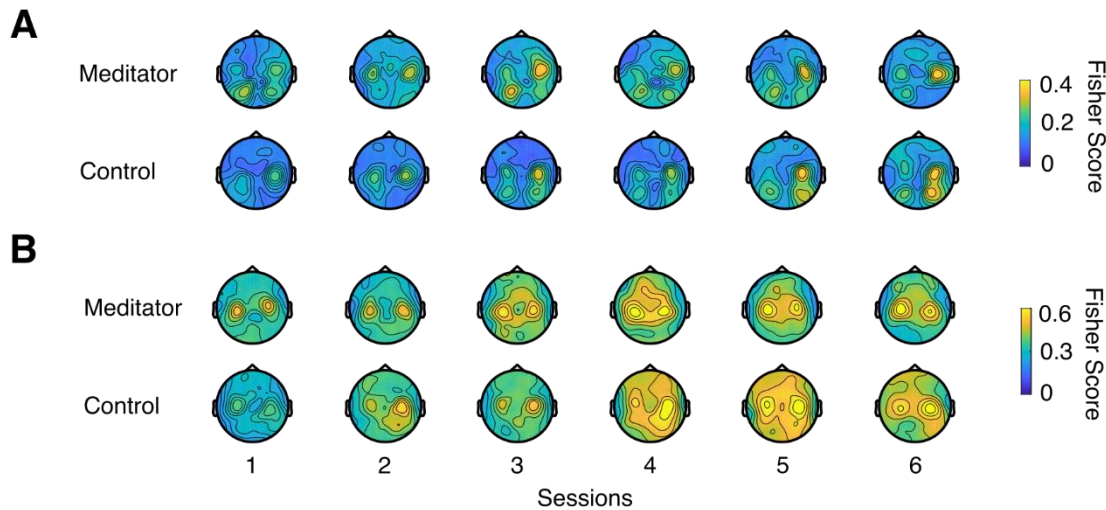 A
Meditator
Control
0.4
0.2
0
Fisher Score
B
Meditator
Control
0.6
0.3
0
Fisher Score
1 2 3 4 5 6
Sessions